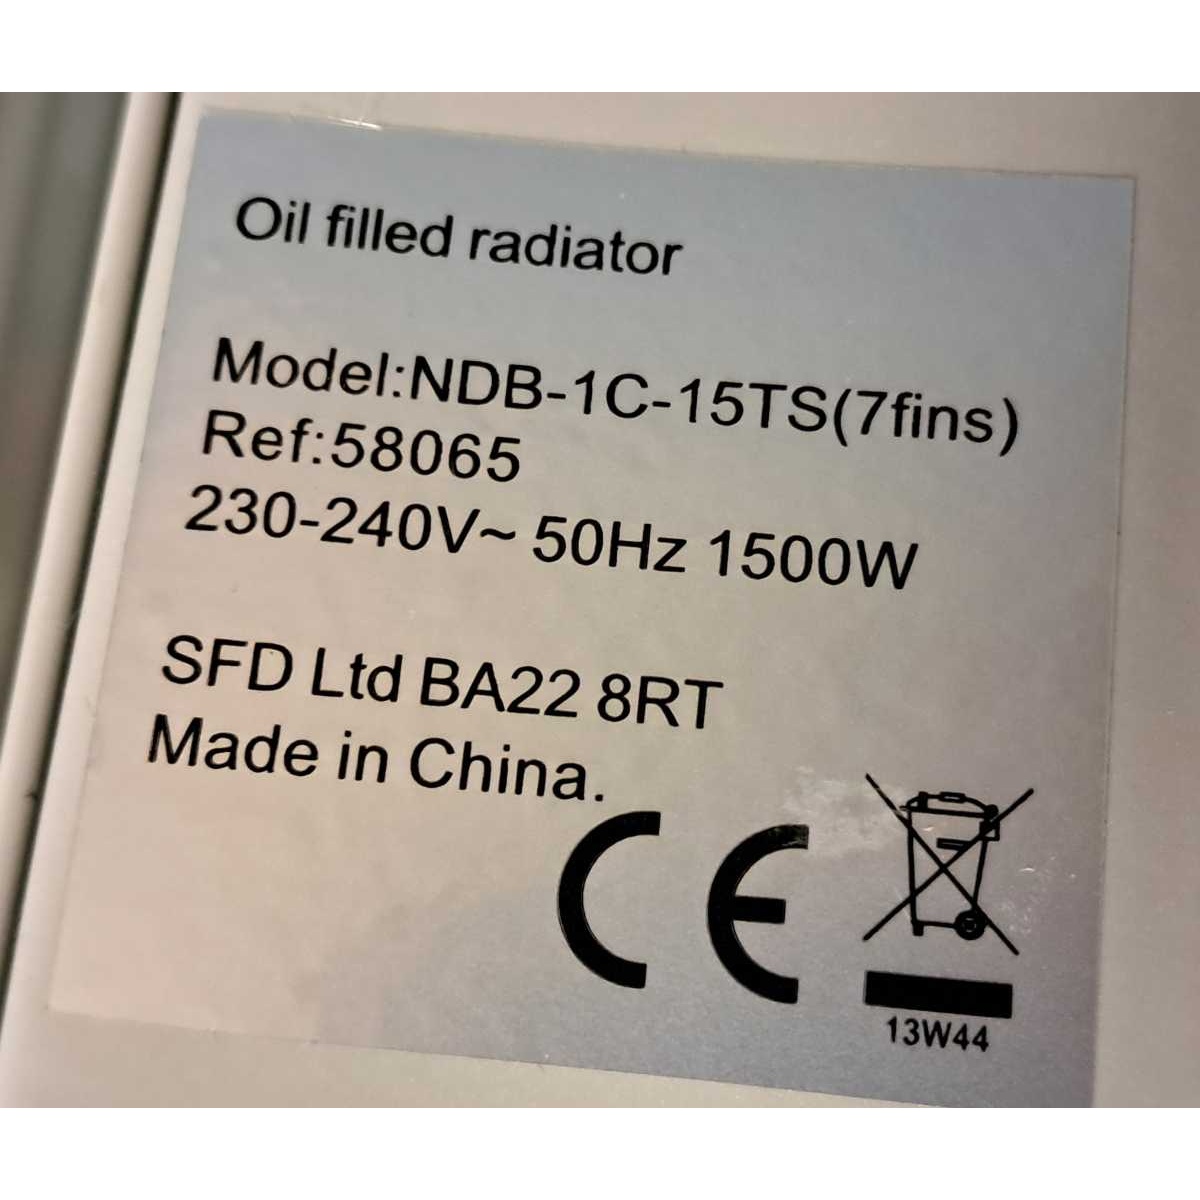 Oil filled radiator
Model:NDB-1C-15TS(7fins)
Ref:58065
230-240V~ 50Hz 1500W
SFD Ltd BA22 8RT
Made in China.
CE
13W44